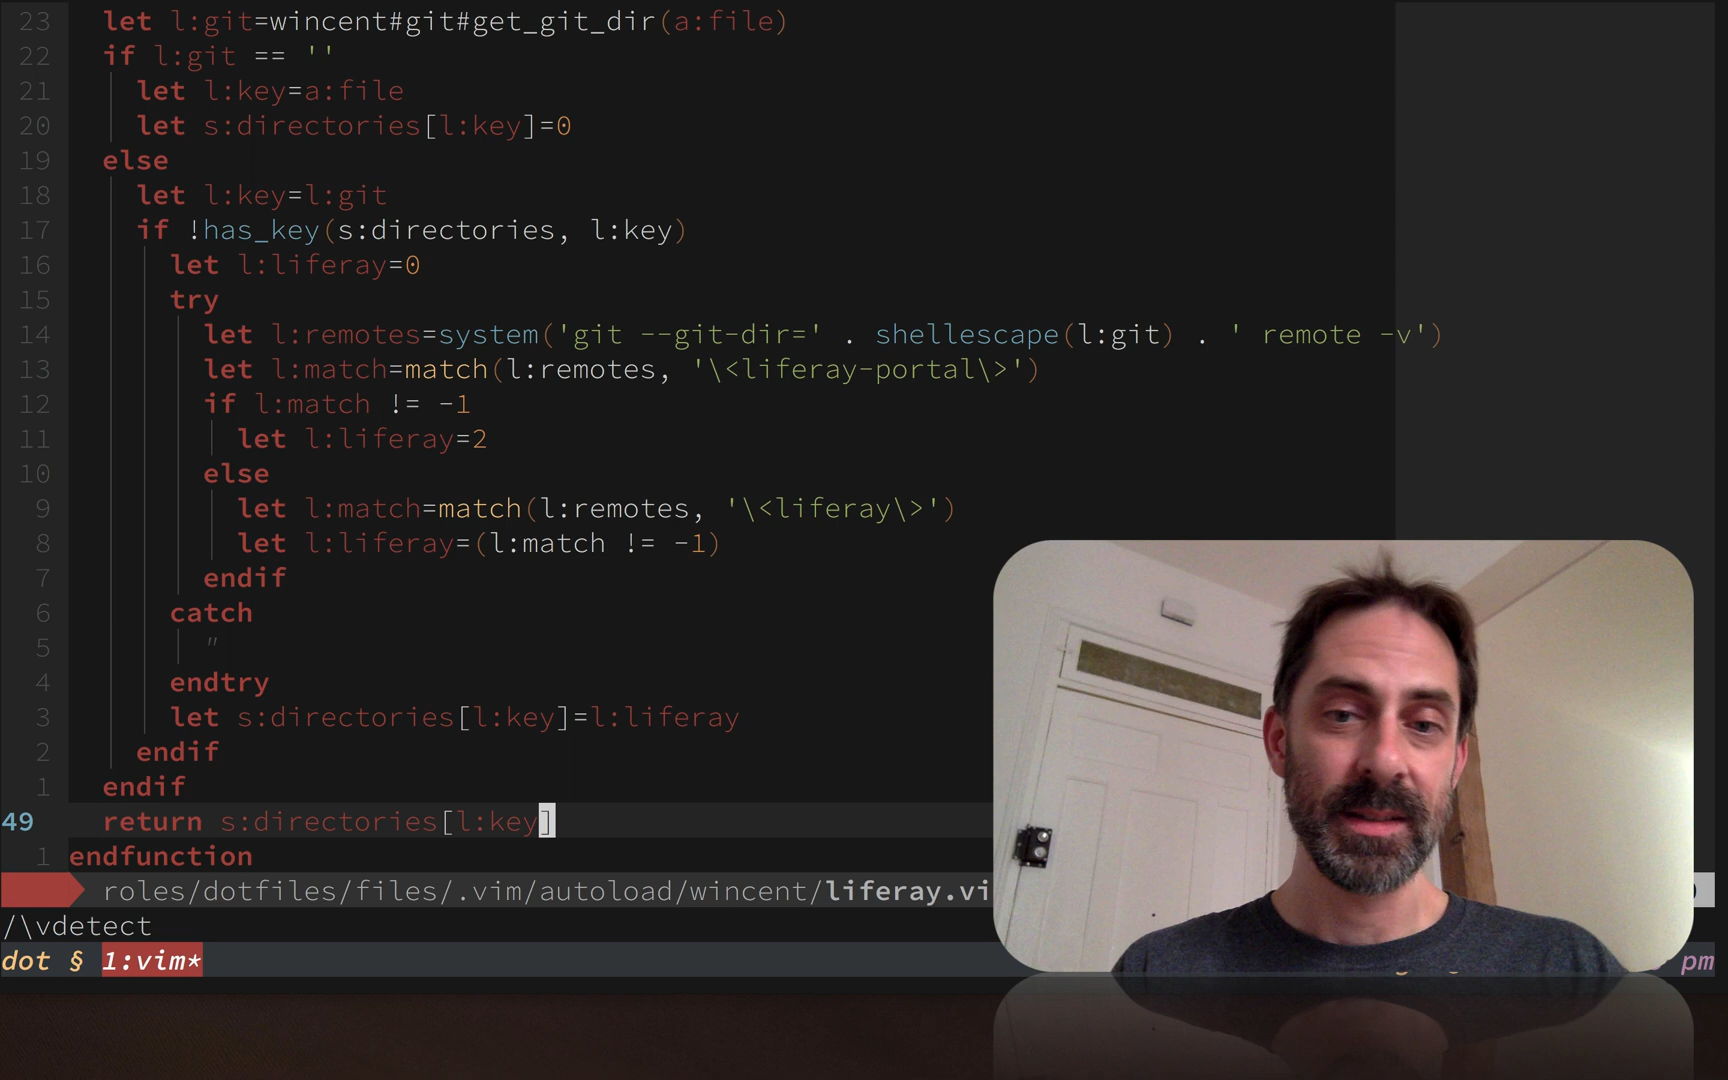 23 let l:git=wincent#git#get_git_dir(a:file)
22 if l:git == ''
21 let l:key=a:file
20 let s:directories[l:key]=0
19 else
18 let l:key=l:git
17 if !has_key(s:directories, l:key)
16 let l:liferay=0
15 try
14 let l:remotes=system('git --git-dir=' . shellescape(l:git) . ' remote -v')
13 let l:match=match(l:remotes, '\<liferay-portal\>')
12 if l:match != -1
11 let l:liferay=2
10 else
9 let l:match=match(l:remotes, '\<liferay\>')
8 let l:liferay=(l:match != -1)
7 endif
6 catch
5 "
4 endtry
3 let s:directories[l:key]=l:liferay
2 endif
1 endif
49 return s:directories[l:key]
1 endfunction
roles/dotfiles/files/.vim/autoload/wincent/liferay.vi
/\vdetect
dot § 1:vim* pm